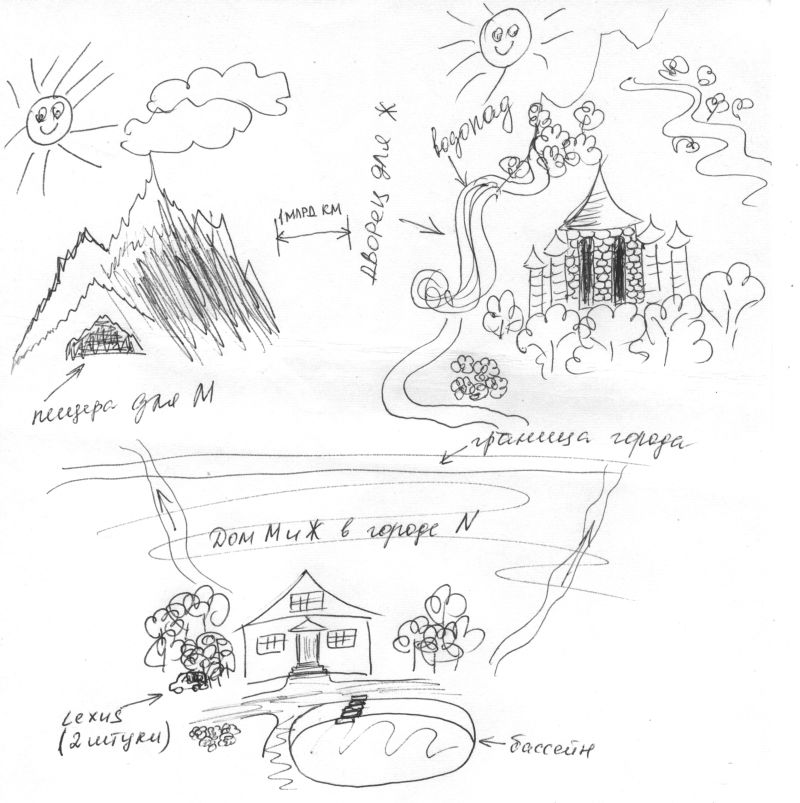 1 МЛРД КМ
дворец для Ж
водопад
пещера для М
граница города
Дом М и Ж в городе N
Lexus
(2 штуки)
бассейн